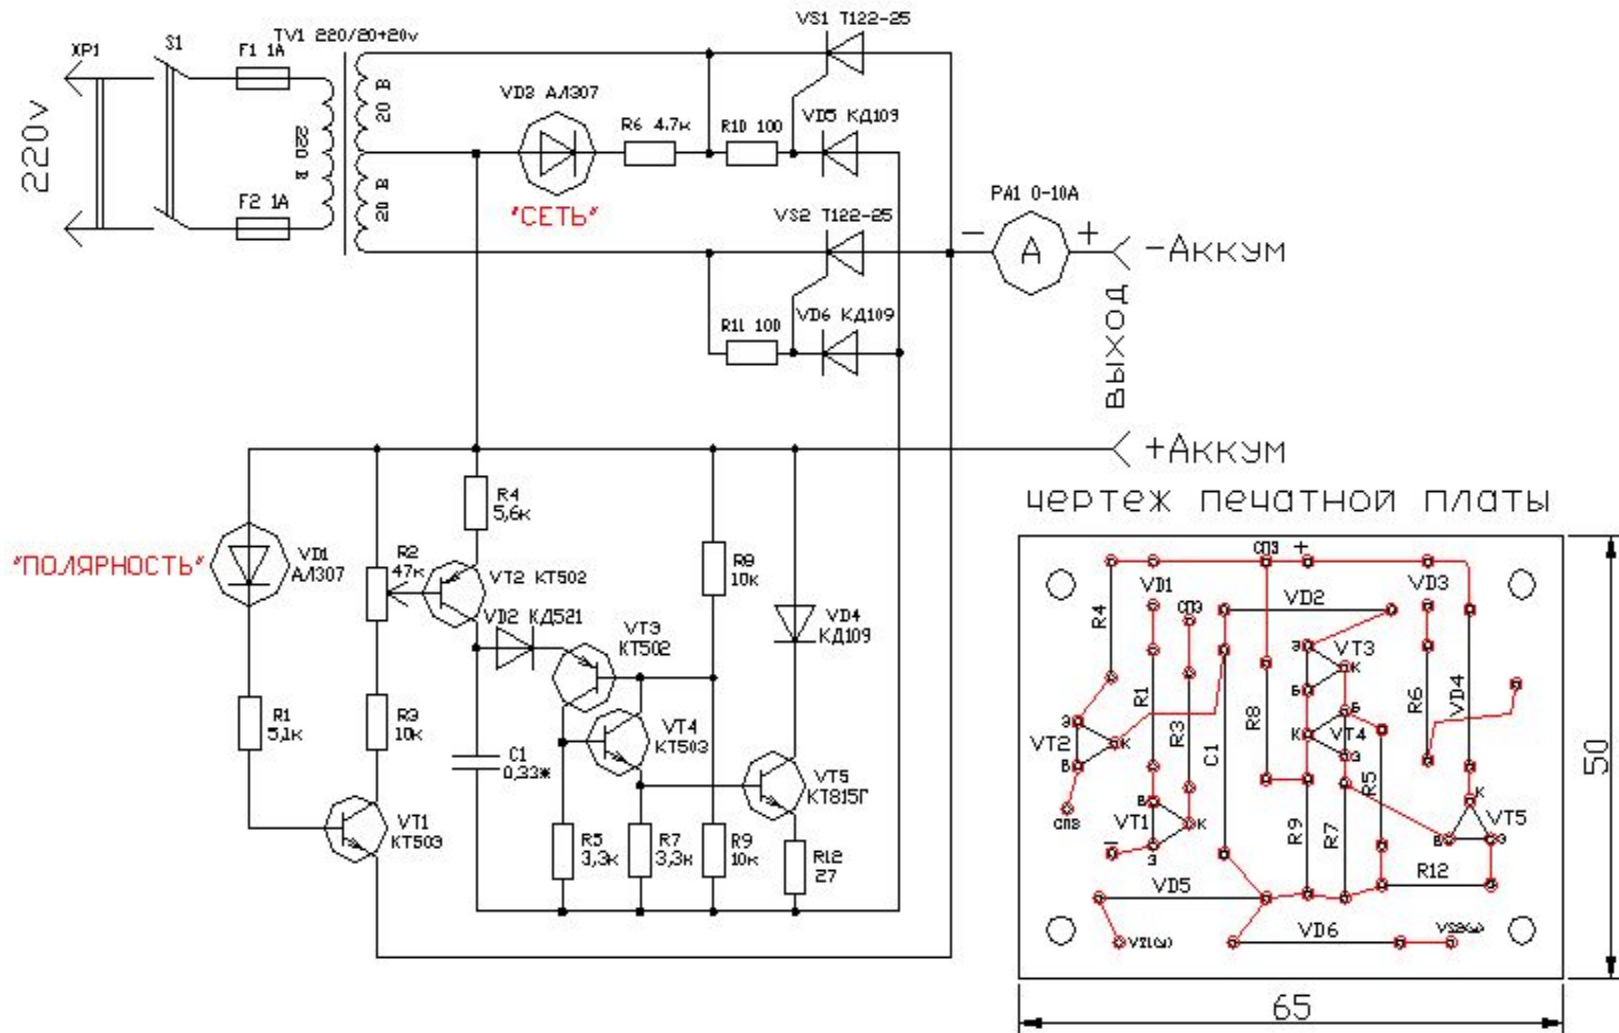 XP1
S1
F1 1A
TV1 220/20+20v
220v
220 В
20 В
20 В
F2 1A
VD3 АЛ307
"СЕТЬ"
R6 4.7к
R10 100
VS1 T122-25
VD5 КД109
VS2 T122-25
R11 100
VD6 КД109
PA1 0-10A
−
А
+
-Аккум
ВЫХОД
+Аккум
"ПОЛЯРНОСТЬ"
VD1
АЛ307
R1
5,1к
R2
47к
R3
10к
VT1
КТ503
R4
5,6к
VT2 КТ502
VD2 КД521
VT3
КТ502
VT4
КТ503
C1
0,33ж
R5
3,3к
R7
3,3к
R8
10к
R9
10к
VD4
КД109
VT5
КТ815Г
R12
27
чертеж печатной платы
СП3 +
R4
VD1
СП3
VD2
VD3
Э
VT3
К
Б
R1
R3
C1
R8
Б
К
VT4
Э
R6
VD4
Э
VT2
К
В
СП3
В
VT1
К
Э
−
R5
R9
R7
К
VT5
В
Э
R12
VD5
VD6
50
65